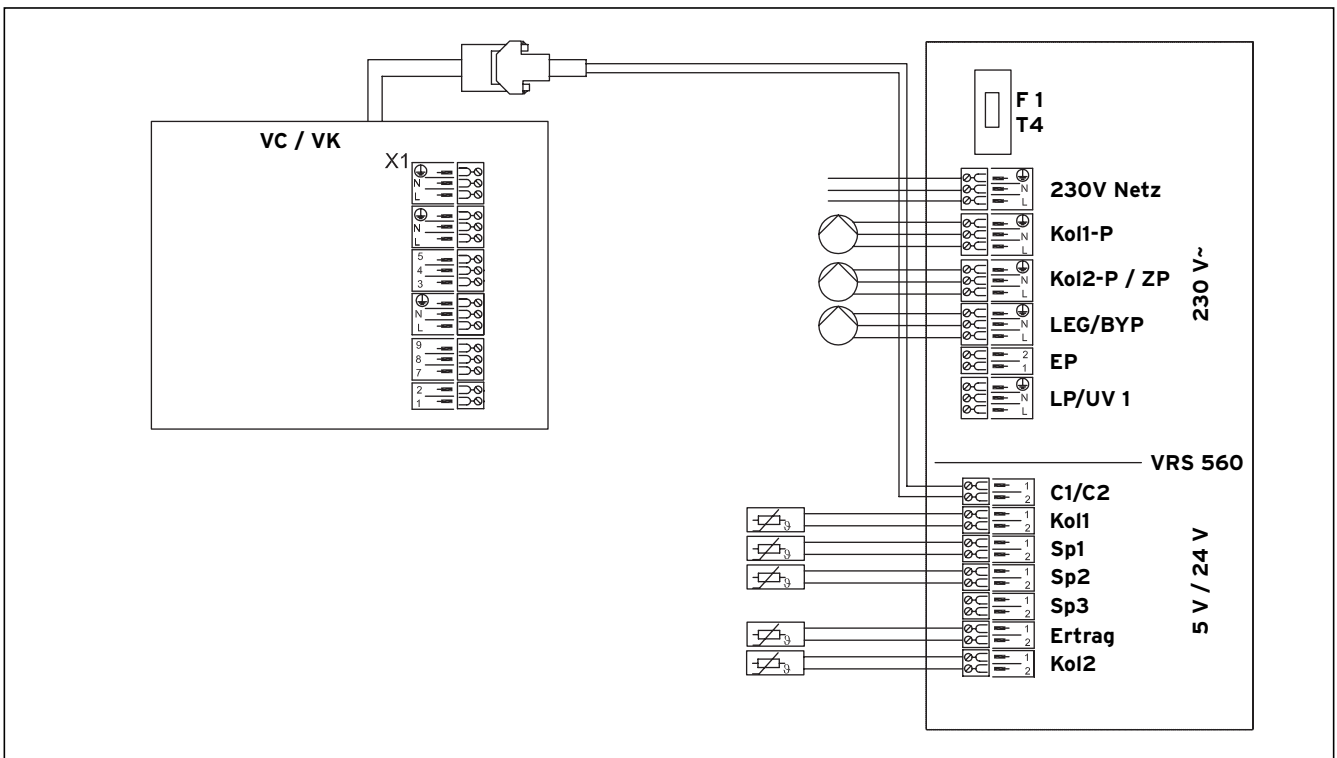 VC / VK
X1
N
L
N
L
5
4
3
N
L
9
8
7
2
1
F 1
T4
N
L
230V Netz
N
L
Kol1-P
N
L
Kol2-P / ZP
N
L
LEG/BYP
2
1
EP
N
L
LP/UV 1
230 V~
VRS 560
1
2
C1/C2
1
2
Kol1
ϑ
1
2
Sp1
ϑ
1
2
Sp2
ϑ
1
2
Sp3
1
2
Ertrag
ϑ
1
2
Kol2
ϑ
5 V / 24 V